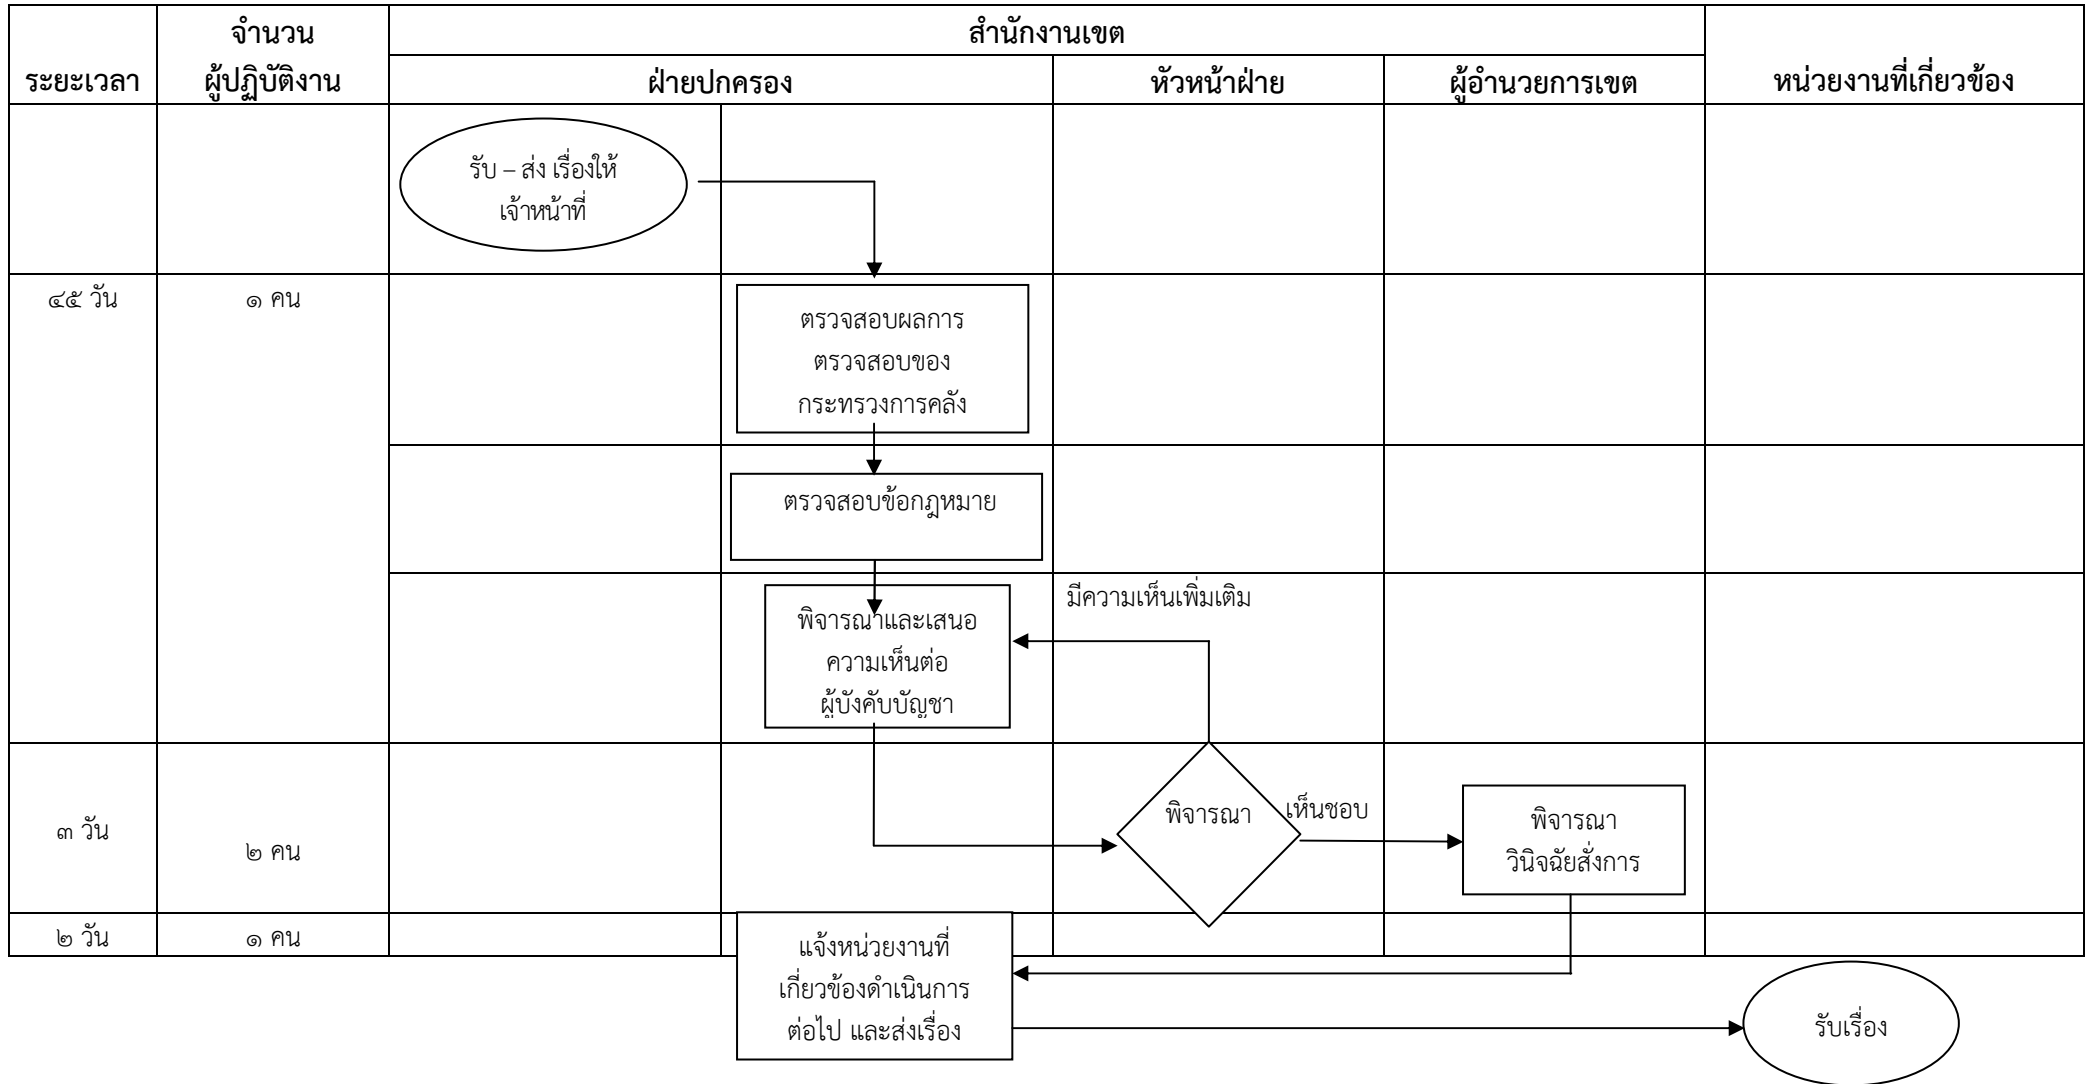 ระยะเวลา
จำนวน
ผู้ปฏิบัติงาน
สำนักงานเขต
ฝ่ายปกครอง
หัวหน้าฝ่าย
ผู้อำนวยการเขต
หน่วยงานที่เกี่ยวข้อง
รับ – ส่ง เรื่องให้
เจ้าหน้าที่
๔๕ วัน
๑ คน
ตรวจสอบผลการ
ตรวจสอบของ
กระทรวงการคลัง
ตรวจสอบข้อกฎหมาย
พิจารณาและเสนอ
ความเห็นต่อ
ผู้บังคับบัญชา
มีความเห็นเพิ่มเติม
๓ วัน
๒ คน
พิจารณา
เห็นชอบ
พิจารณา
วินิจฉัยสั่งการ
๒ วัน
๑ คน
แจ้งหน่วยงานที่
เกี่ยวข้องดำเนินการ
ต่อไป และส่งเรื่อง
รับเรื่อง